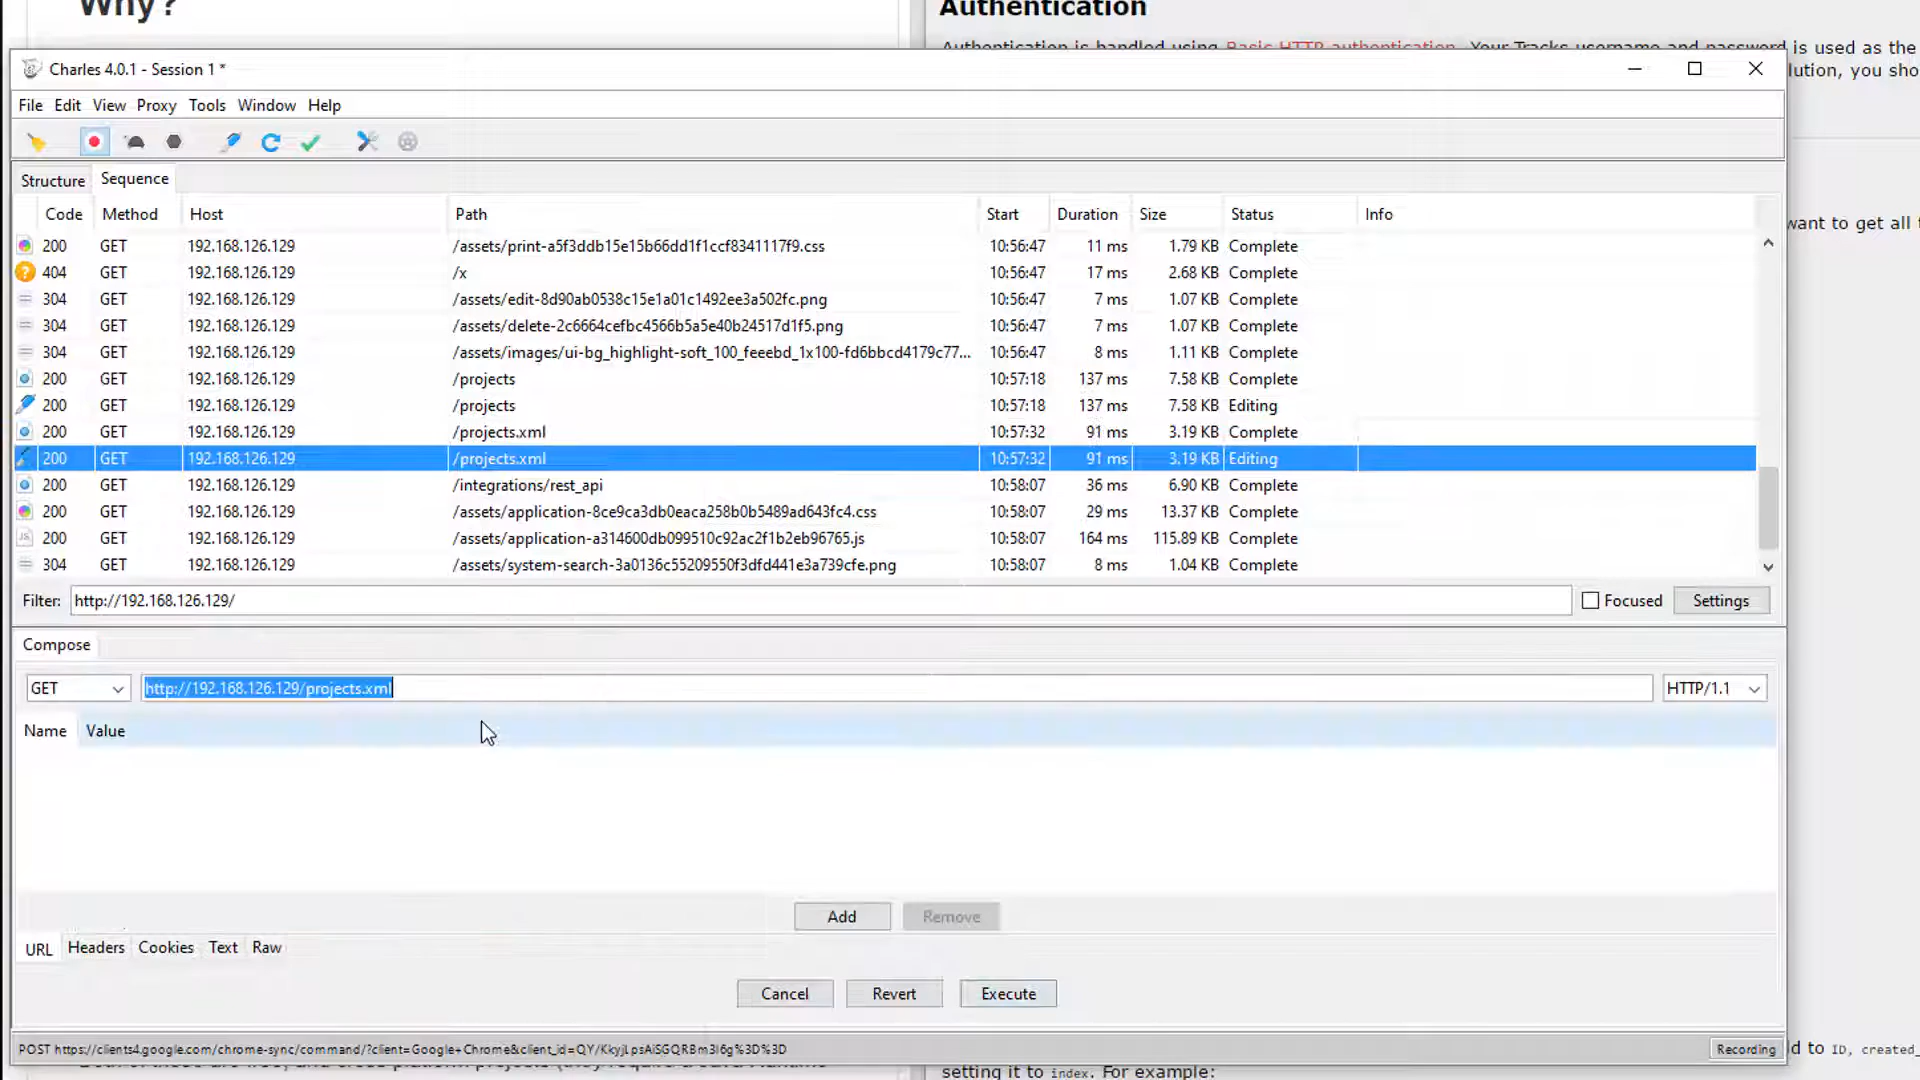 Why?
Authentication
Authentication is handled using Basic HTTP authentication. Your Tracks username and password is used as the
lution, you sho
Charles 4.0.1 - Session 1 *
File Edit View Proxy Tools Window Help
Structure Sequence
Code Method Host Path Start Duration Size Status Info
200 GET 192.168.126.129 /assets/print-a5f3ddb15e15b66dd1f1ccf8341117f9.css 10:56:47 11 ms 1.79 KB Complete
want to get all t
404 GET 192.168.126.129 /x 10:56:47 17 ms 2.68 KB Complete
304 GET 192.168.126.129 /assets/edit-8d90ab0538c15e1a01c1492ee3a502fc.png 10:56:47 7 ms 1.07 KB Complete
304 GET 192.168.126.129 /assets/delete-2c6664cefbc4566b5a5e40b24517d1f5.png 10:56:47 7 ms 1.07 KB Complete
304 GET 192.168.126.129 /assets/images/ui-bg_highlight-soft_100_feeebd_1x100-fd6bbcd4179c77... 10:56:47 8 ms 1.11 KB Complete
200 GET 192.168.126.129 /projects 10:57:18 137 ms 7.58 KB Complete
200 GET 192.168.126.129 /projects 10:57:18 137 ms 7.58 KB Editing
200 GET 192.168.126.129 /projects.xml 10:57:32 91 ms 3.19 KB Complete
200 GET 192.168.126.129 /projects.xml 10:57:32 91 ms 3.19 KB Editing
200 GET 192.168.126.129 /integrations/rest_api 10:58:07 36 ms 6.90 KB Complete
200 GET 192.168.126.129 /assets/application-8ce9ca3db0eaca258b0b5489ad643fc4.css 10:58:07 29 ms 13.37 KB Complete
JS 200 GET 192.168.126.129 /assets/application-a314600db099510c92ac2f1b2eb96765.js 10:58:07 164 ms 115.89 KB Complete
304 GET 192.168.126.129 /assets/system-search-3a0136c55209550f3dfd441e3a739cfe.png 10:58:07 8 ms 1.04 KB Complete
Filter: http://192.168.126.129/ Focused Settings
Compose
GET http://192.168.126.129/projects.xml HTTP/1.1
Name Value
Add Remove
URL Headers Cookies Text Raw
Cancel Revert Execute
POST https://clients4.google.com/chrome-sync/command/?client=Google+Chrome&client_id=QY/KkyjLpsAiSGQRBm3I6g%3D%3D Recording
ld to ID, created_
setting it to index. For example: